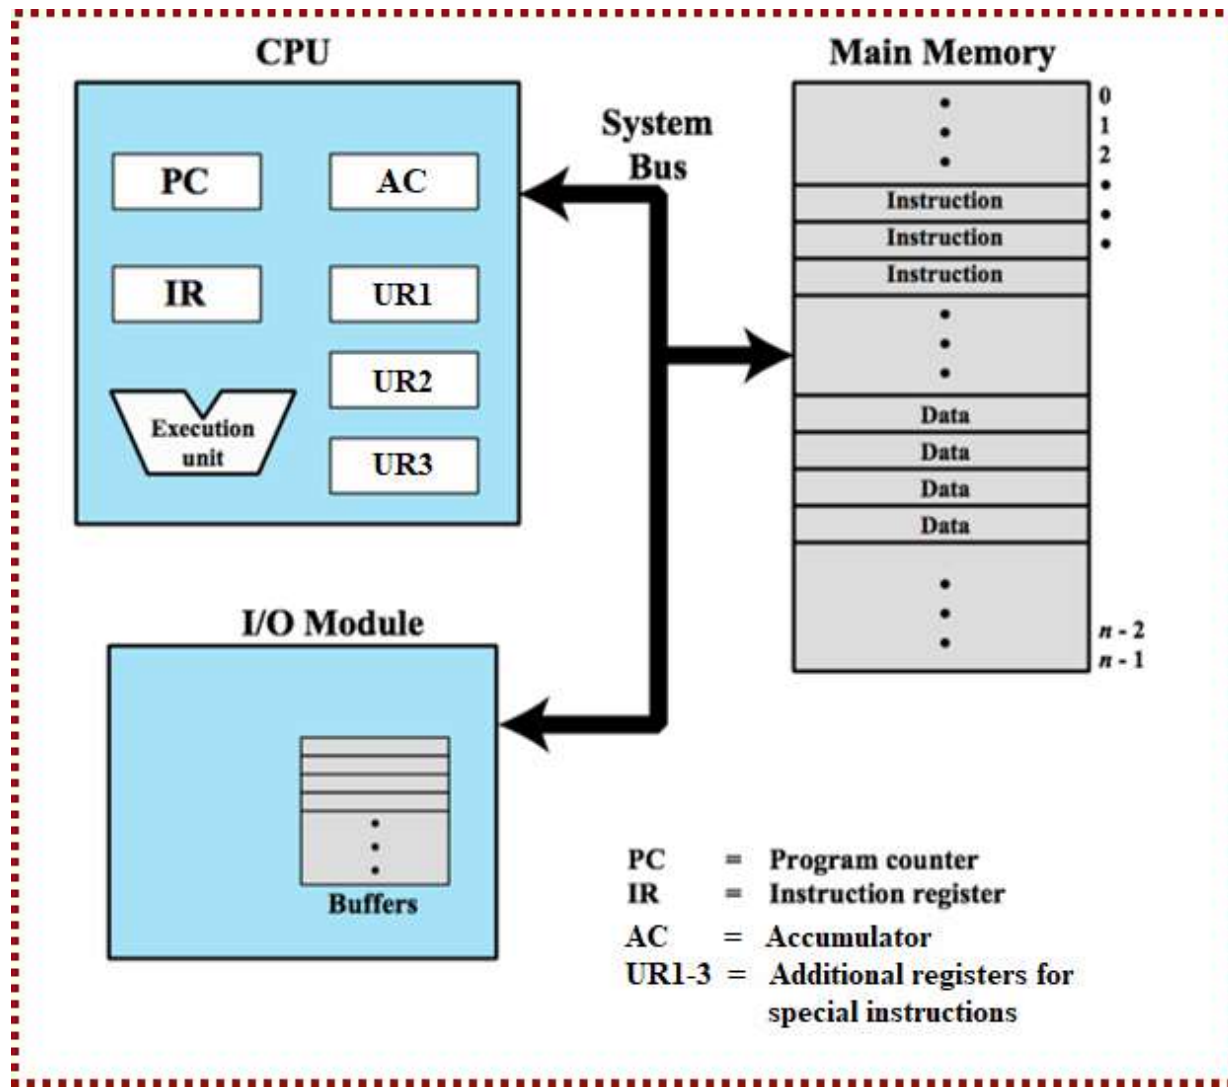 CPU
PC
AC
IR
UR1
UR2
UR3
Execution
unit
System
Bus
Main Memory
0
1
2
Instruction
Instruction
Instruction
Data
Data
Data
Data
n - 2
n - 1
I/O Module
Buffers
PC = Program counter
IR = Instruction register
AC = Accumulator
UR1-3 = Additional registers for
special instructions